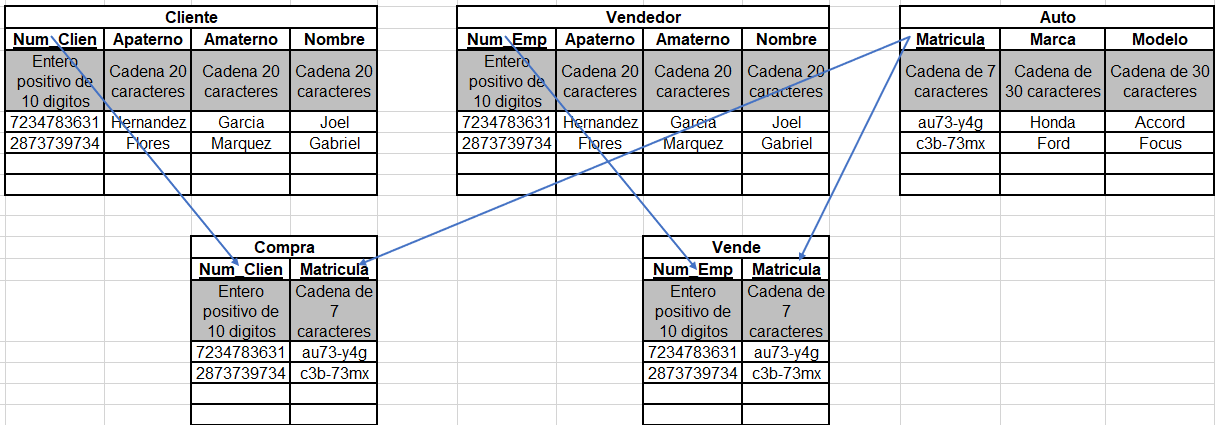 Cliente
Num_Clien Apaterno Amaterno Nombre
Entero positivo de 10 digitos Cadena 20 caracteres Cadena 20 caracteres Cadena 20 caracteres
7234783631 Hernandez Garcia Joel
2873739734 Flores Marquez Gabriel
Vendedor
Num_Emp Apaterno Amaterno Nombre
Entero positivo de 10 digitos Cadena 20 caracteres Cadena 20 caracteres Cadena 20 caracteres
7234783631 Hernandez Garcia Joel
2873739734 Flores Marquez Gabriel
Auto
Matricula Marca Modelo
Cadena de 7 caracteres Cadena de 30 caracteres Cadena de 30 caracteres
au73-y4g Honda Accord
c3b-73mx Ford Focus
Compra
Num_Clien Matricula
Entero positivo de 10 digitos Cadena de 7 caracteres
7234783631 au73-y4g
2873739734 c3b-73mx
Vende
Num_Emp Matricula
Entero positivo de 10 digitos Cadena de 7 caracteres
7234783631 au73-y4g
2873739734 c3b-73mx